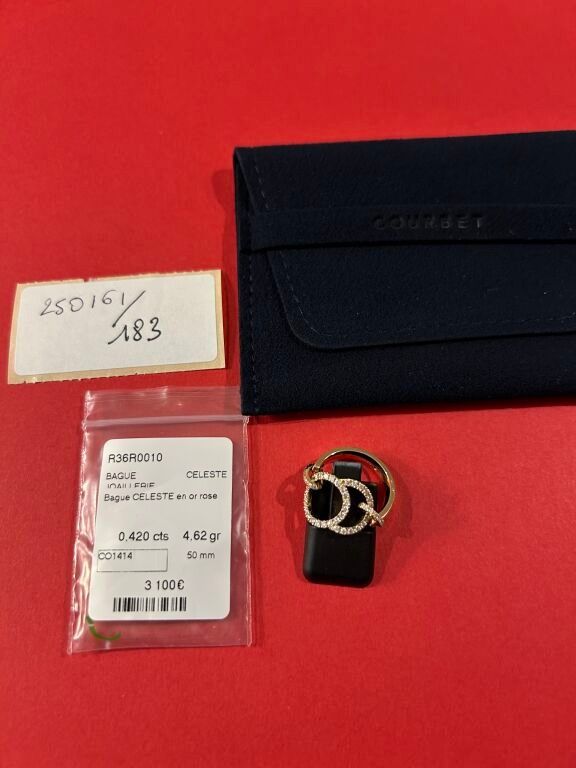 COURBET
250161/
183
R36R0010
BAGUE CELESTE
JOAILLERIE
Bague CELESTE en or rose
0,420 cts 4.62 gr
CO1414 50 mm
3 100€